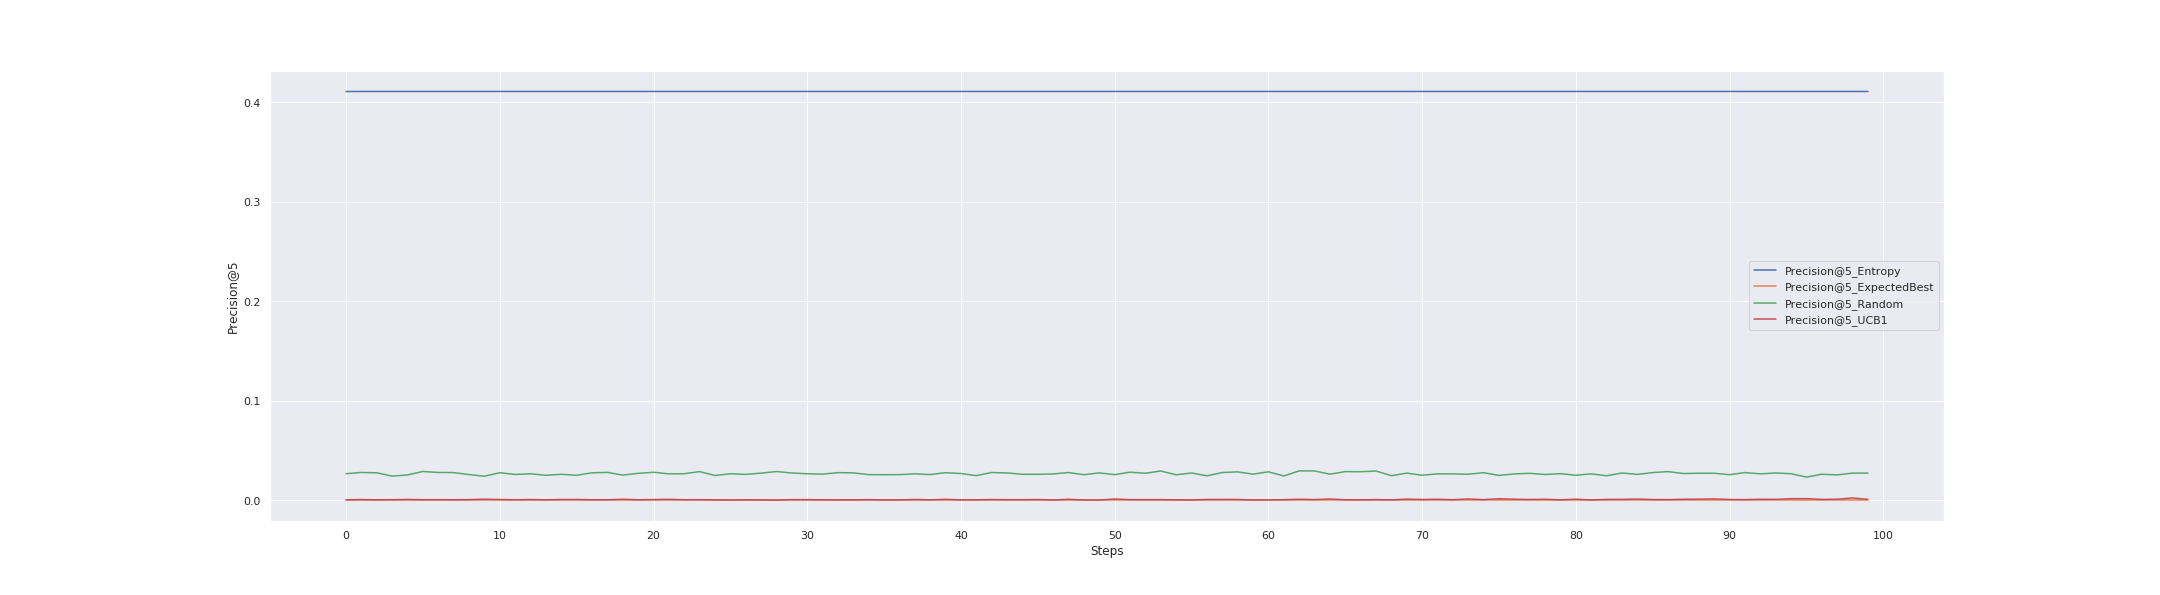 0.4
0.3
0.2
0.1
0.0
Precision@5
Precision@5_Entropy
Precision@5_ExpectedBest
Precision@5_Random
Precision@5_UCB1
0 10 20 30 40 50 60 70 80 90 100
Steps